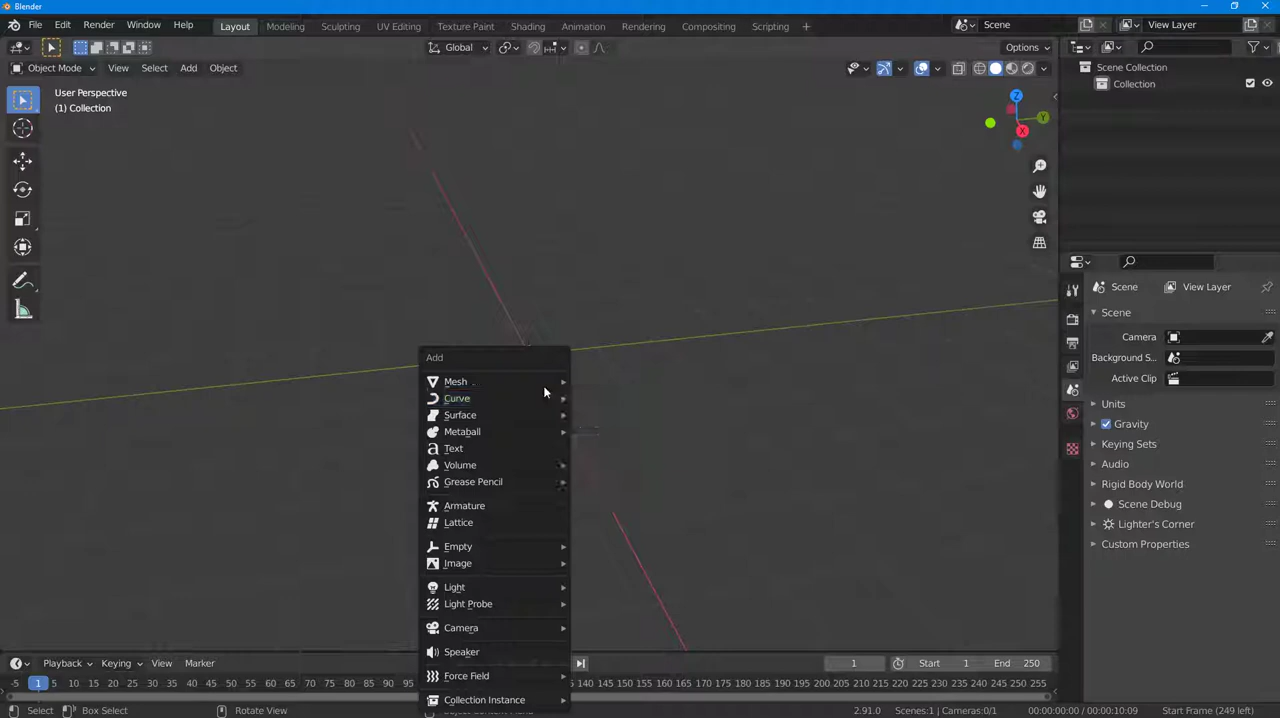 Blender
File Edit Render Window Help Layout Modeling Sculpting UV Editing Texture Paint Shading Animation Rendering Compositing Scripting + Scene View Layer
Global Options
Object Mode View Select Add Object
User Perspective
(1) Collection
Z
Y
X
Scene Collection
Collection
Scene View Layer
Scene
Camera
Background S...
Active Clip
Units
Gravity
Keying Sets
Audio
Rigid Body World
Scene Debug
Lighter's Corner
Custom Properties
Add
Mesh
Curve
Surface
Metaball
Text
Volume
Grease Pencil
Armature
Lattice
Empty
Image
Light
Light Probe
Camera
Speaker
Force Field
Collection Instance
Playback Keying View Marker 1 Start 1 End 250
-5 1 5 10 15 20 25 30 35 40 45 50 55 60 65 70 75 80 85 90 95 140 145 150 155 160 165 170 175 180 185 190 195 200 205 210 215 220 225 230 235 240 245 250 255
Select Box Select Rotate View 2.91.0 Scenes:1 | Cameras:0/1 00:00:00:00 / 00:00:10:09 Start Frame (249 left)